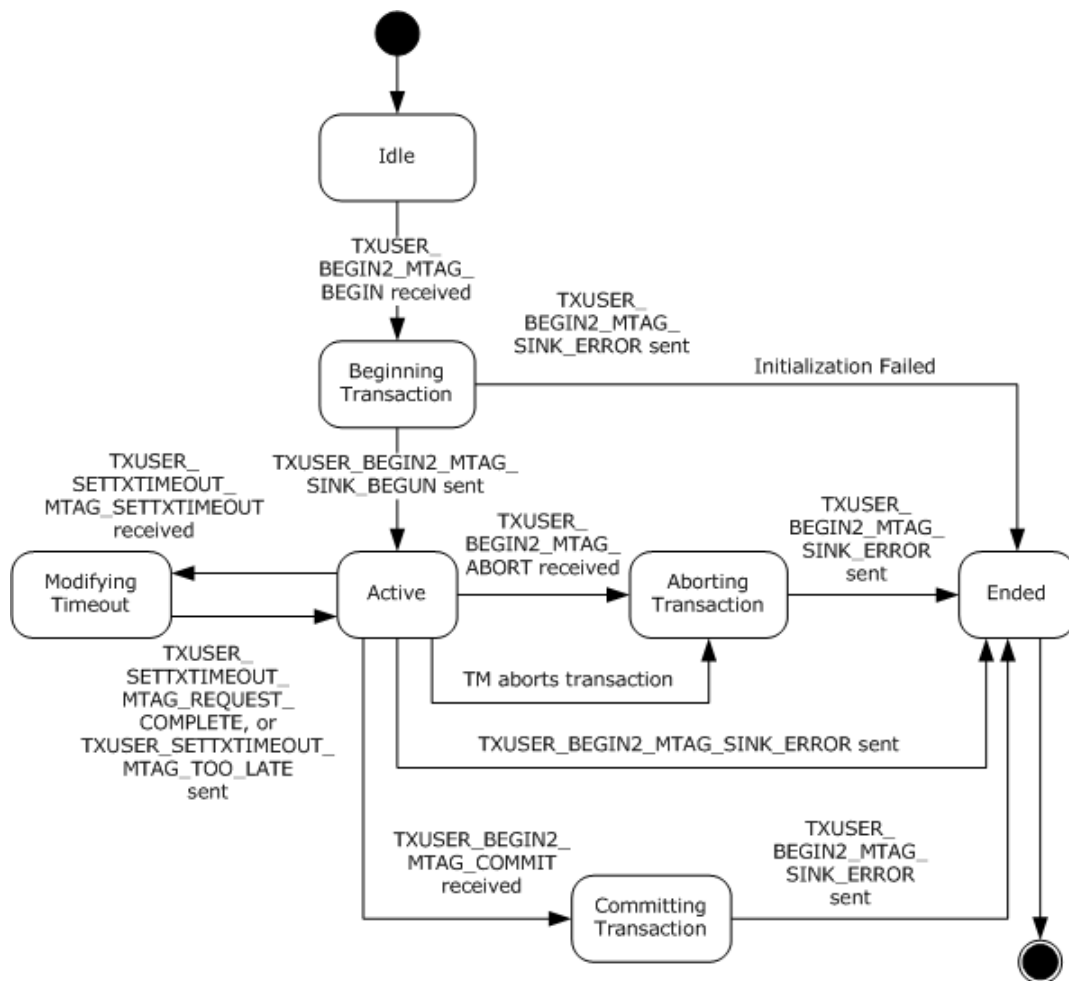 Idle
TXUSER_
BEGIN2_MTAG_
BEGIN received
TXUSER_
BEGIN2_MTAG_
SINK_ERROR sent
Initialization Failed
Beginning
Transaction
TXUSER_BEGIN2_MTAG_
SINK_BEGUN sent
TXUSER_
SETTXTIMEOUT_
MTAG_SETTXTIMEOUT
received
TXUSER_
BEGIN2_MTAG_
ABORT received
TXUSER_
BEGIN2_MTAG_
SINK_ERROR
sent
Modifying
Timeout
Active
Aborting
Transaction
Ended
TXUSER_
SETTXTIMEOUT_
MTAG_REQUEST_
COMPLETE, or
TXUSER_SETTXTIMEOUT_
MTAG_TOO_LATE
sent
TM aborts transaction
TXUSER_BEGIN2_MTAG_SINK_ERROR sent
TXUSER_BEGIN2_
MTAG_COMMIT
received
TXUSER_
BEGIN2_MTAG_
SINK_ERROR
sent
Committing
Transaction